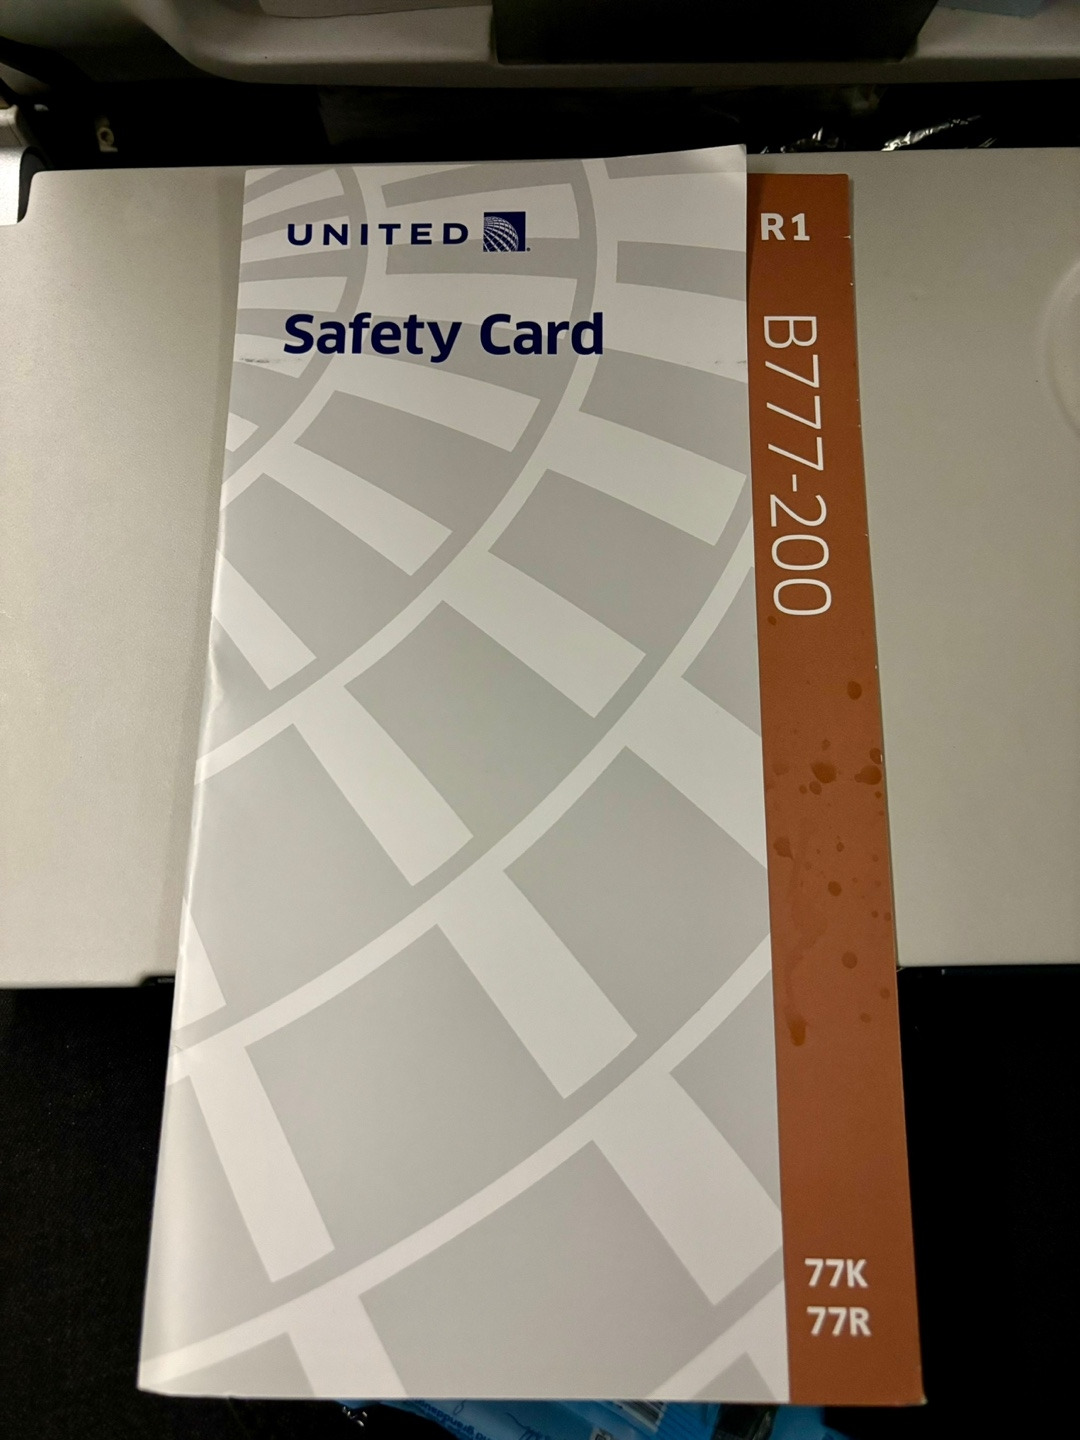 UNITED
Safety Card
R1
B777-200
77K
77R